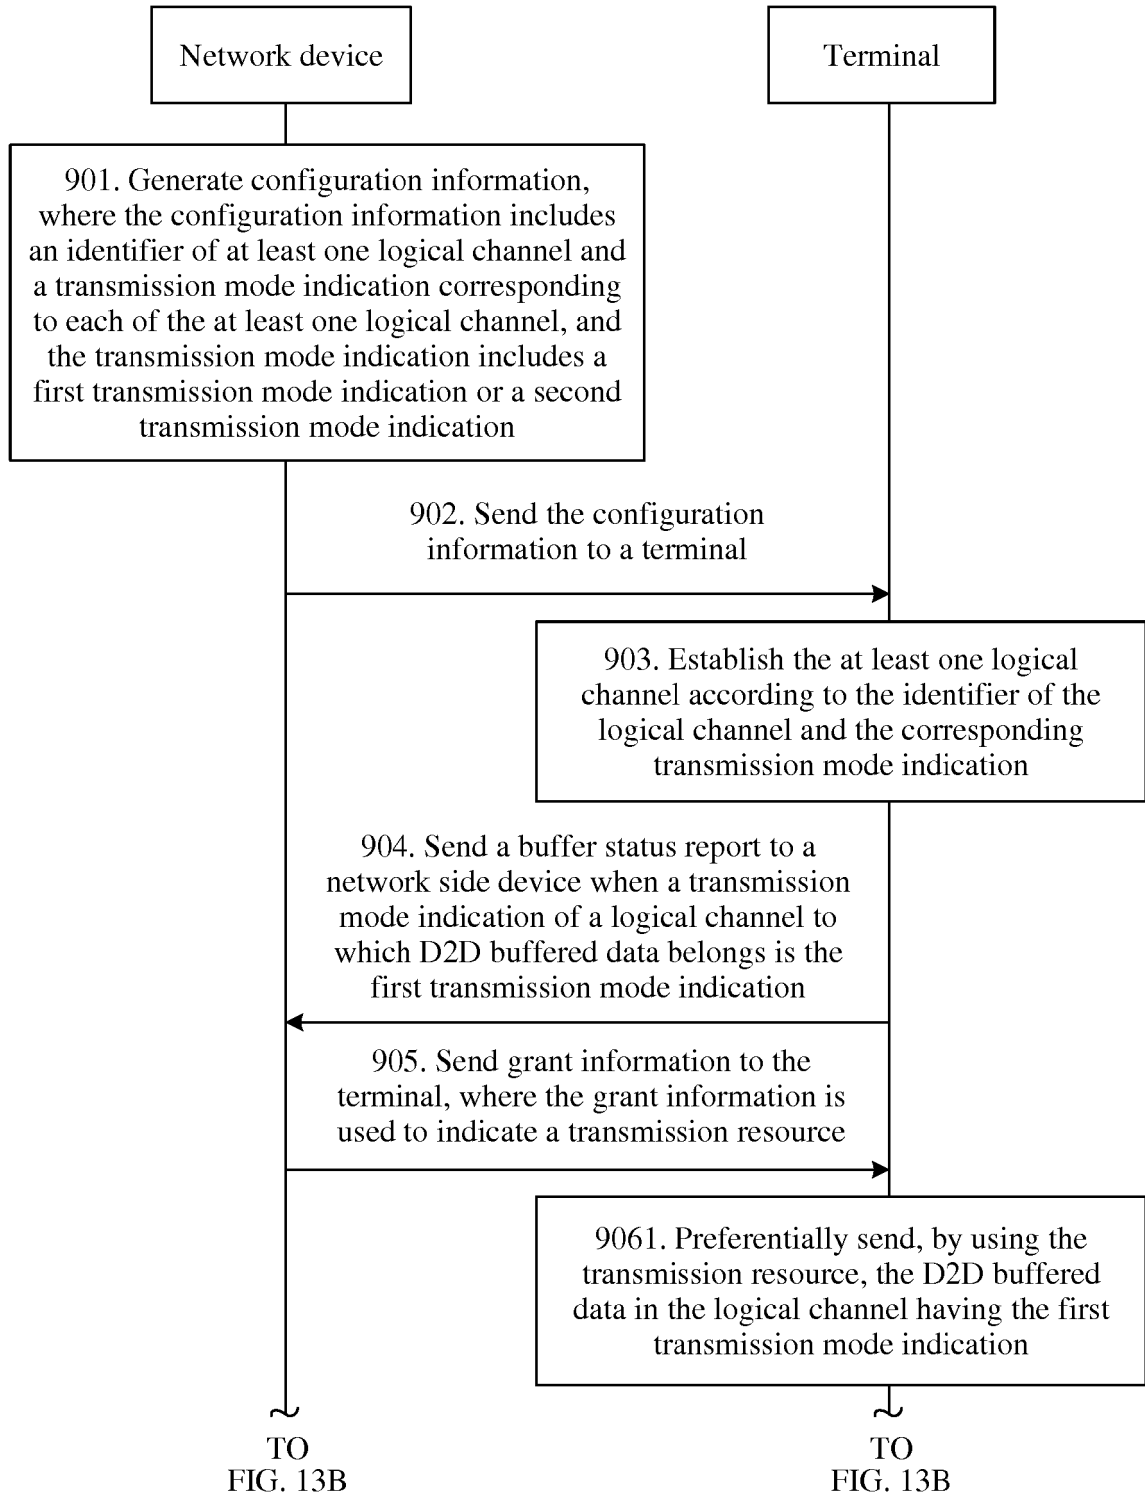 Network device
Terminal
901. Generate configuration information,
where the configuration information includes
an identifier of at least one logical channel and
a transmission mode indication corresponding
to each of the at least one logical channel, and
the transmission mode indication includes a
first transmission mode indication or a second
transmission mode indication
902. Send the configuration
information to a terminal
903. Establish the at least one logical
channel according to the identifier of the
logical channel and the corresponding
transmission mode indication
904. Send a buffer status report to a
network side device when a transmission
mode indication of a logical channel to
which D2D buffered data belongs is the
first transmission mode indication
905. Send grant information to the
terminal, where the grant information is
used to indicate a transmission resource
9061. Preferentially send, by using the
transmission resource, the D2D buffered
data in the logical channel having the first
transmission mode indication
TO
FIG. 13B
TO
FIG. 13B